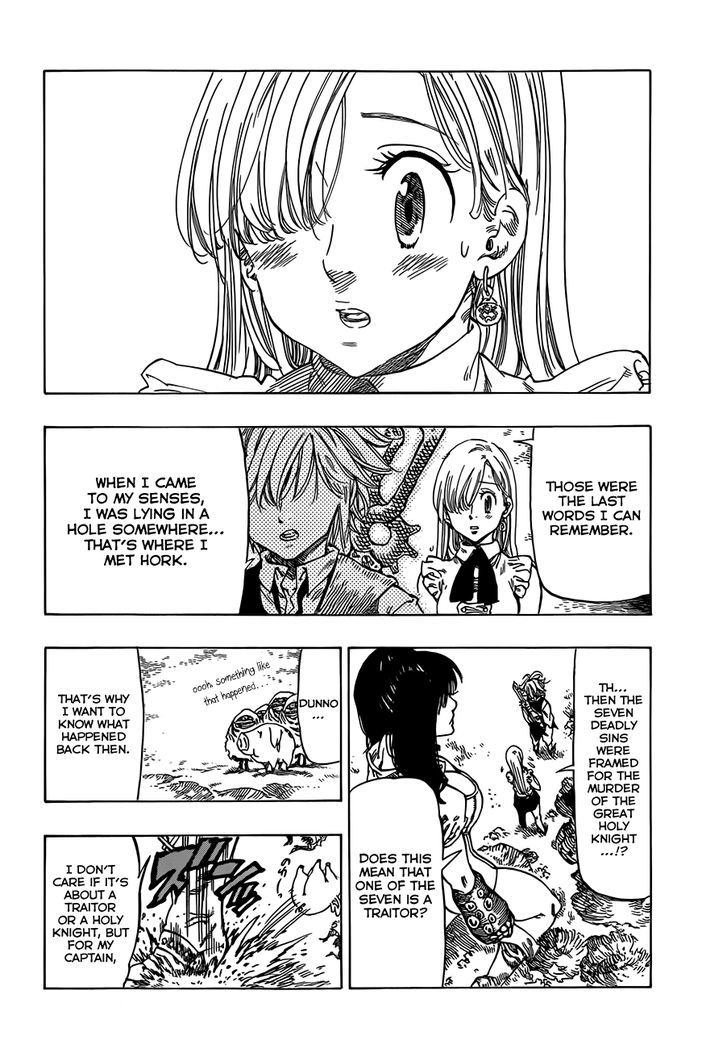 THOSE WERE
THE LAST
WORDS I CAN
REMEMBER.
WHEN I CAME
TO MY SENSES,
I WAS LYING IN A
HOLE SOMEWHERE...
THAT'S WHERE I
MET HORK.
TH...
THEN THE
SEVEN
DEADLY
SINS
WERE
FRAMED
FOR THE
MURDER
OF THE
GREAT
HOLY
KNIGHT
...!?
DOES THIS
MEAN THAT
ONE OF THE
SEVEN IS A
TRAITOR?
DUNNO
...
oooh, something like
that happened...
THAT'S WHY
I WANT TO
KNOW WHAT
HAPPENED
BACK THEN.
I DON'T
CARE IF IT'S
ABOUT A
TRAITOR
OR A HOLY
KNIGHT, BUT
FOR MY
CAPTAIN,